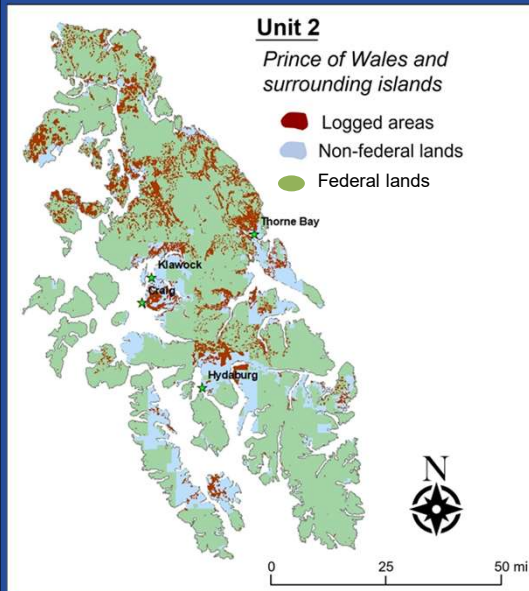 Unit 2
Prince of Wales and
surrounding islands
Logged areas
Non-federal lands
Federal lands
Thorne Bay
Klawock
Craig
Hydaburg
N
0 25 50 mi